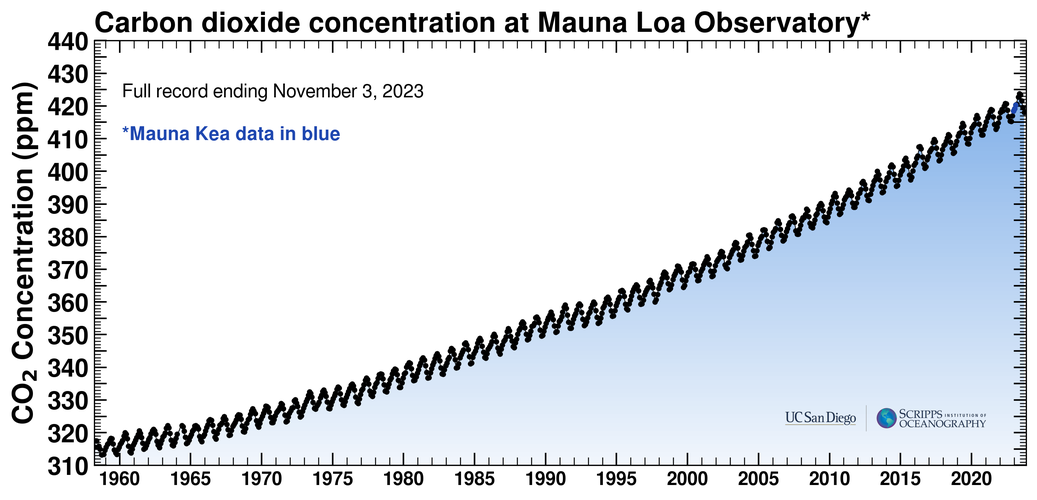 Carbon dioxide concentration at Mauna Loa Observatory*
CO₂ Concentration (ppm)
440
430
420
410
400
390
380
370
360
350
340
330
320
310
Full record ending November 3, 2023
*Mauna Kea data in blue
UC San Diego
SCRIPPS INSTITUTION OF
OCEANOGRAPHY
1960 1965 1970 1975 1980 1985 1990 1995 2000 2005 2010 2015 2020